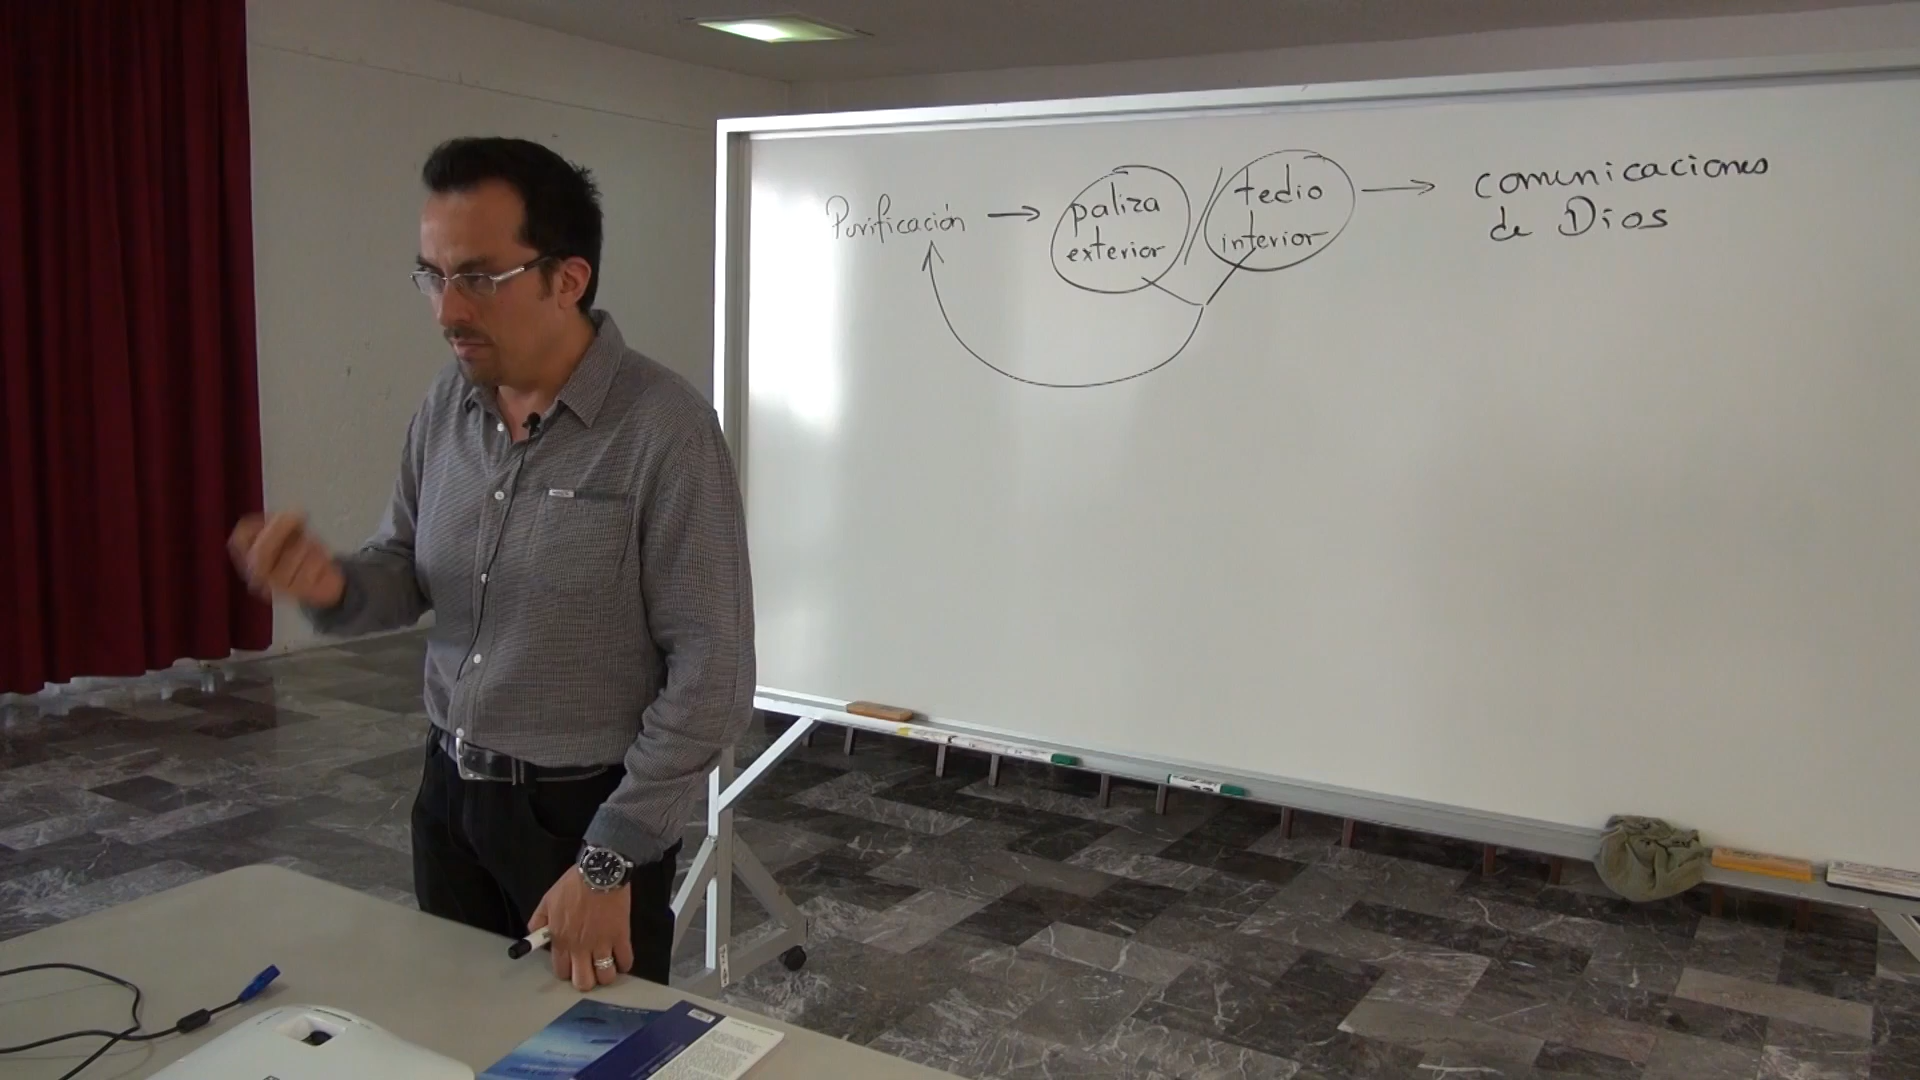 Purificación → paliza / tedio → comunicaciones
exterior interior de Dios